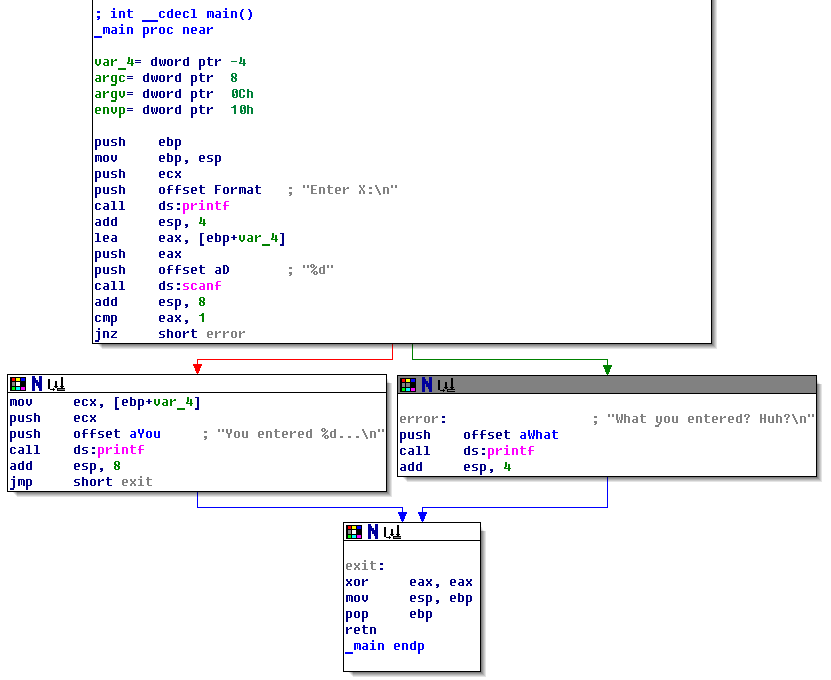 ; int __cdecl main()
_main proc near
var_4= dword ptr -4
argc= dword ptr  8
argv= dword ptr  0Ch
envp= dword ptr  10h
push    ebp
mov     ebp, esp
push    ecx
push    offset Format   ; "Enter X:\n"
call    ds:printf
add     esp, 4
lea     eax, [ebp+var_4]
push    eax
push    offset aD       ; "%d"
call    ds:scanf
add     esp, 8
cmp     eax, 1
jnz     short error
mov     ecx, [ebp+var_4]
push    ecx
push    offset aYou     ; "You entered %d...\n"
call    ds:printf
add     esp, 8
jmp     short exit
error:                  ; "What you entered? Huh?\n"
push    offset aWhat
call    ds:printf
add     esp, 4
exit:
xor     eax, eax
mov     esp, ebp
pop     ebp
retn
_main endp